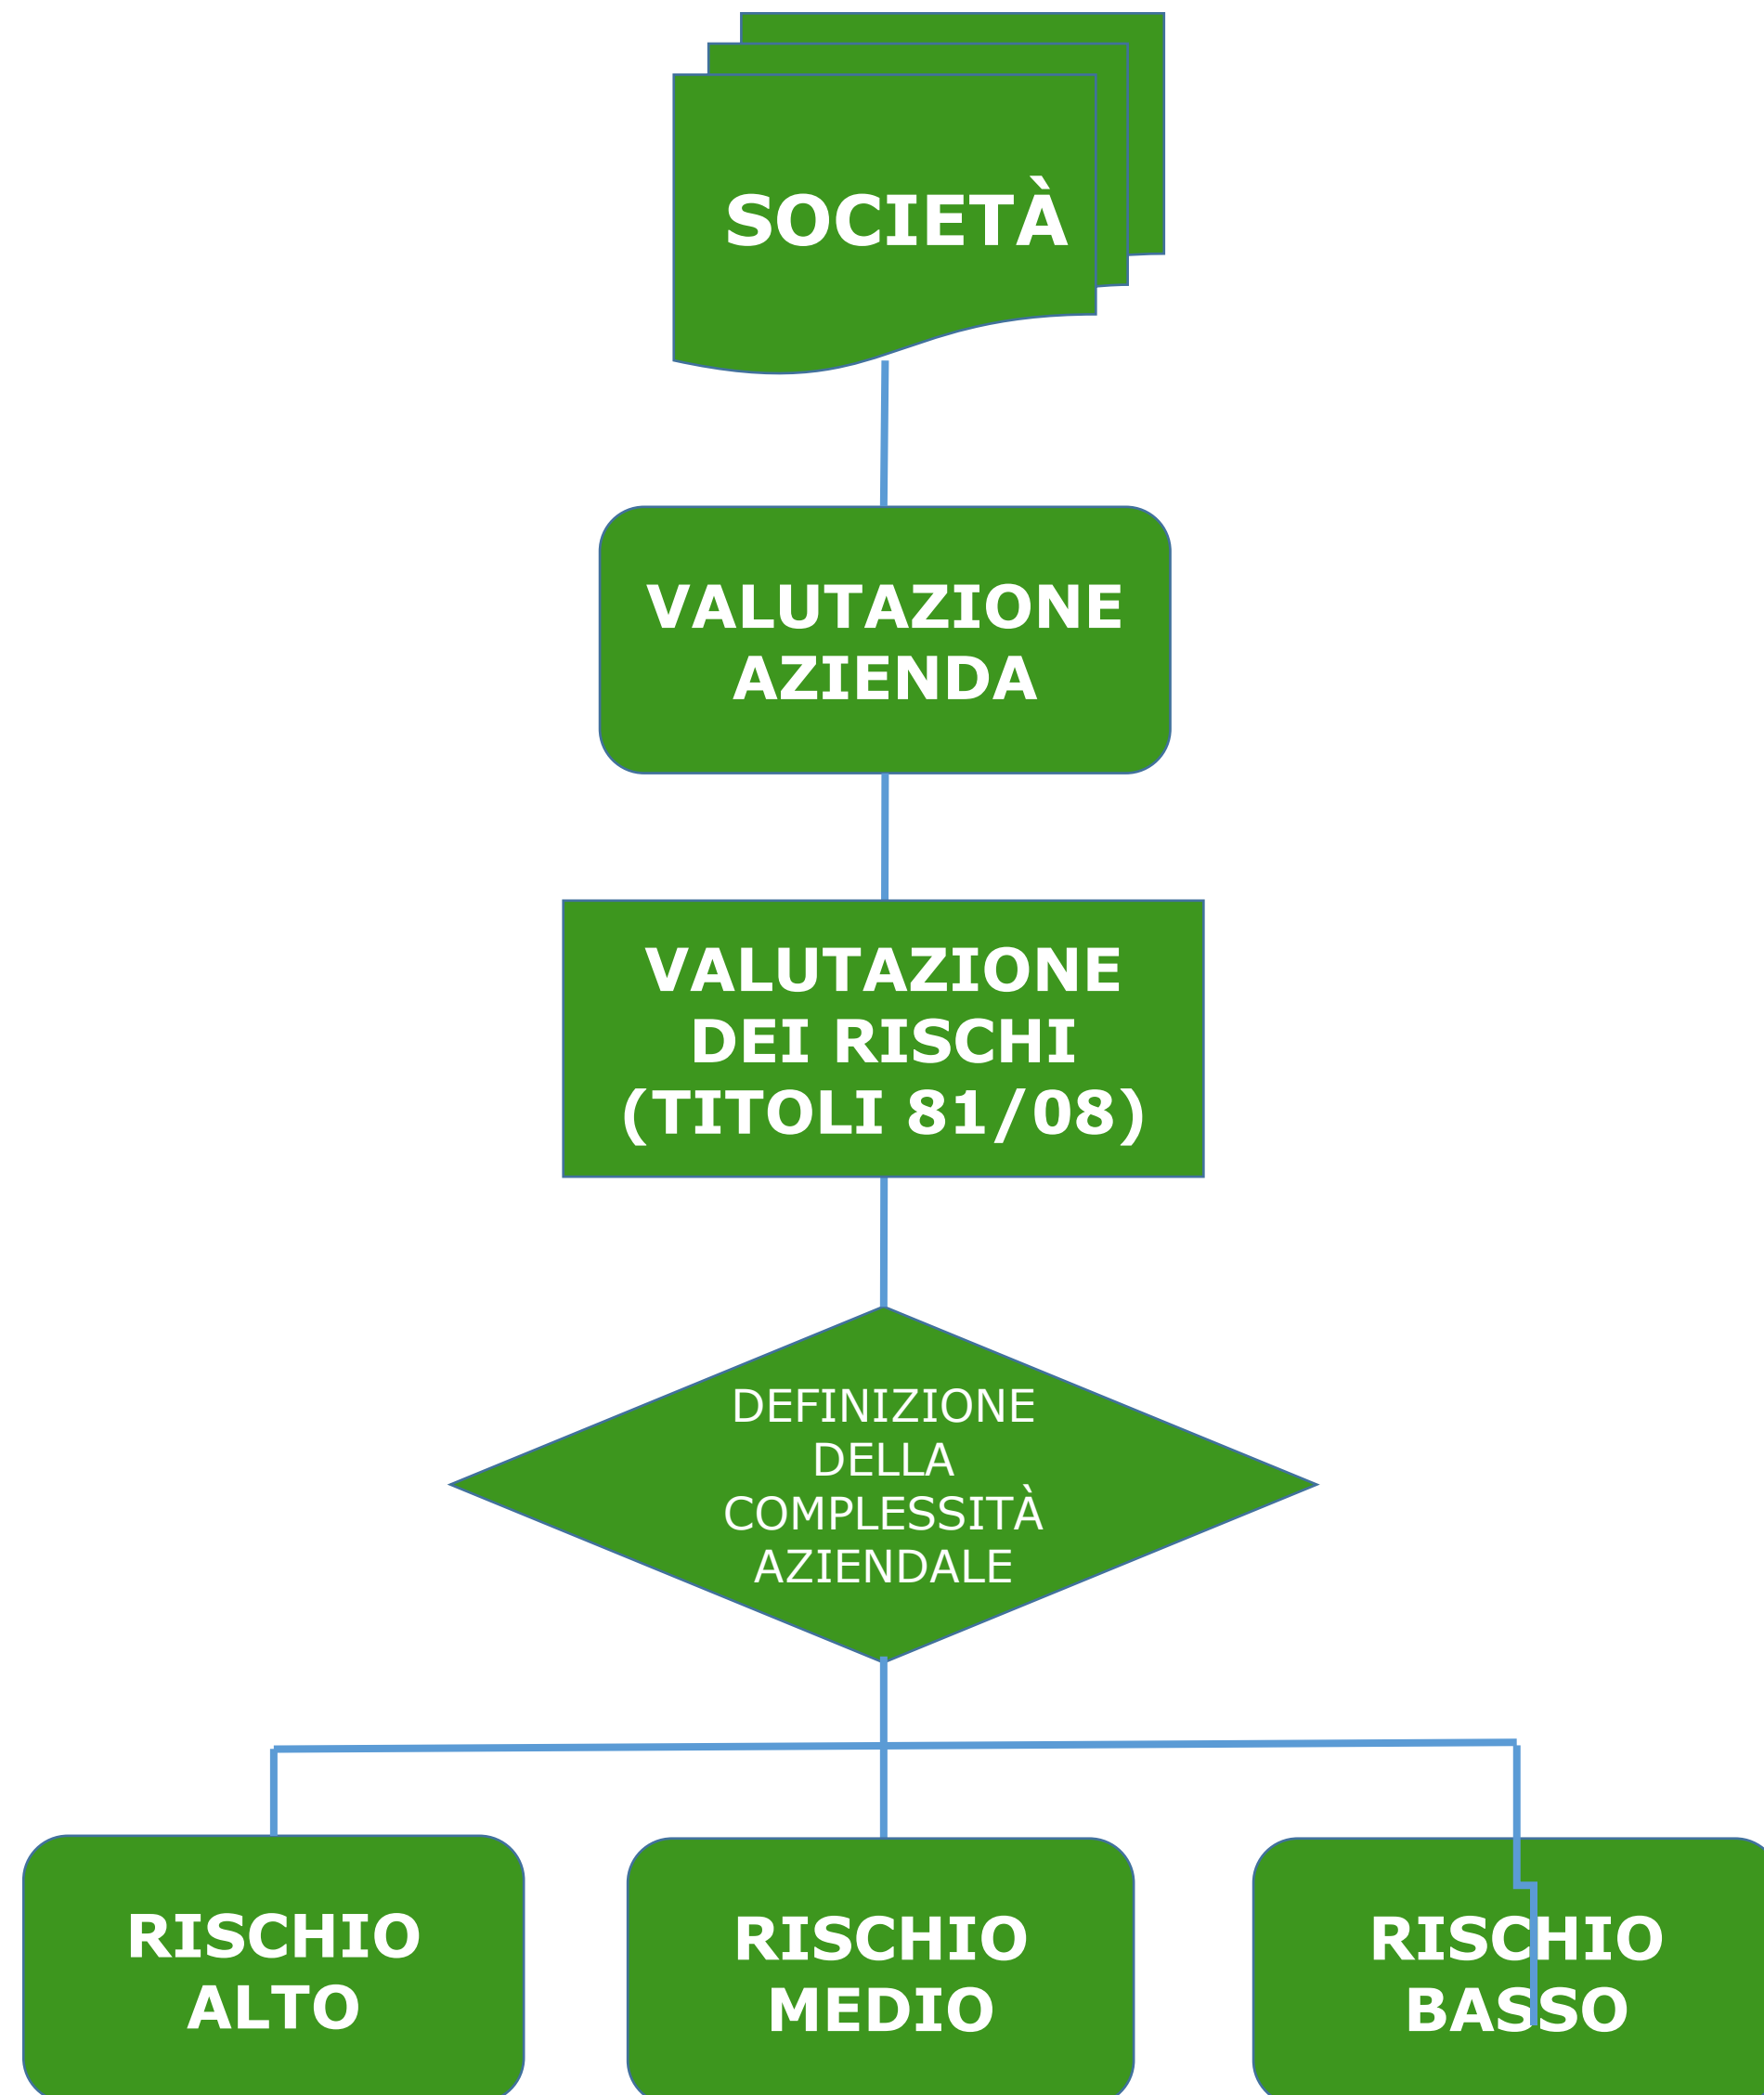 SOCIETÀ
VALUTAZIONE
AZIENDA
VALUTAZIONE
DEI RISCHI
(TITOLI 81/08)
DEFINIZIONE
DELLA
COMPLESSITÀ
AZIENDALE
RISCHIO
ALTO
RISCHIO
MEDIO
RISCHIO
BASSO